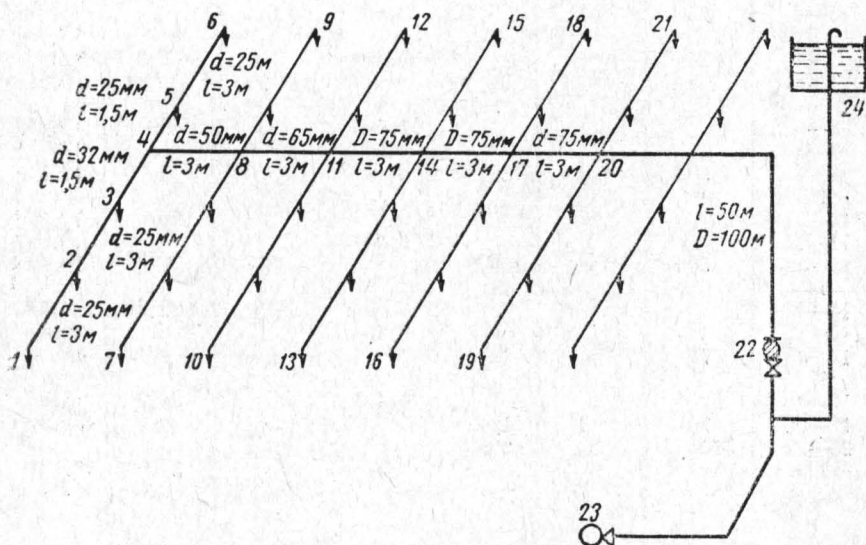 6 9 12 15 18 21
d=25м
l=3м
d=25мм
l=1,5м
5
24
4 d=50мм d=65мм D=75мм D=75мм d=75мм
d=32мм
l=1,5м
l=3м 8 l=3м 11 l=3м 14 l=3м 17 l=3м 20
3
l=50м
D=100м
d=25мм
l=3м
2
d=25мм
l=3м
1 7 10 13 16 19
22
23